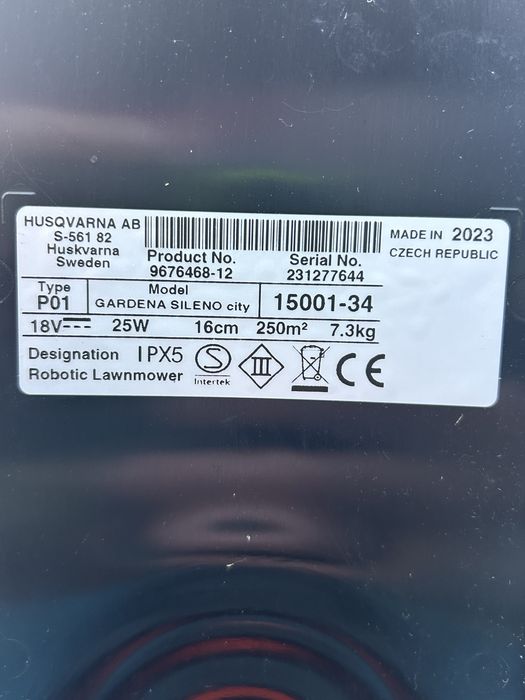 HUSQVARNA AB
S-561 82
Huskvarna
Sweden
Product No.
9676468-12
Serial No.
231277644
MADE IN 2023
CZECH REPUBLIC
Type
P01
Model
GARDENA SILENO city
15001-34
18V 25W 16cm 250m² 7.3kg
Designation IPX5
Robotic Lawnmower
S
Intertek
III
CE